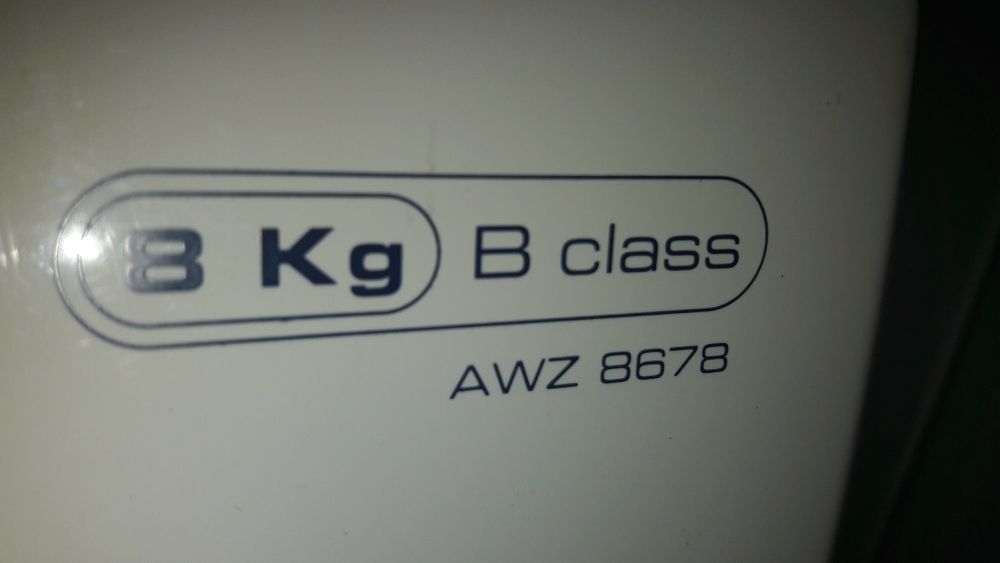 8 Kg B class
AWZ 8678